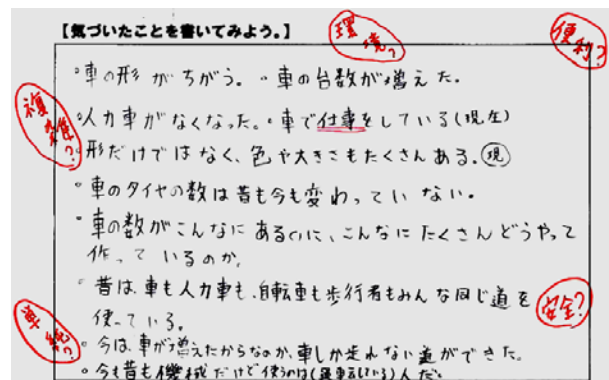 【気づいたことを書いてみよう。】
環境?
便利?
複雑?
・車の形がちがう。・車の台数が増えた。
・人力車がなくなった。・車で仕事をしている(現在)
・形だけではなく、色や大きさもたくさんある。現
・車のタイヤの数は昔も今も変わっていない。
・車の数がこんなにあるのに、こんなにたくさんどうやって
作っているのか、
・昔は、車も人力車も、自転車も歩行者もみんな同じ道を
使っている。
安全?
・今は、車が増えたからなのか、車しか走れない道ができた。
・今も昔も機械だけど使うのは(運転している)人だ。